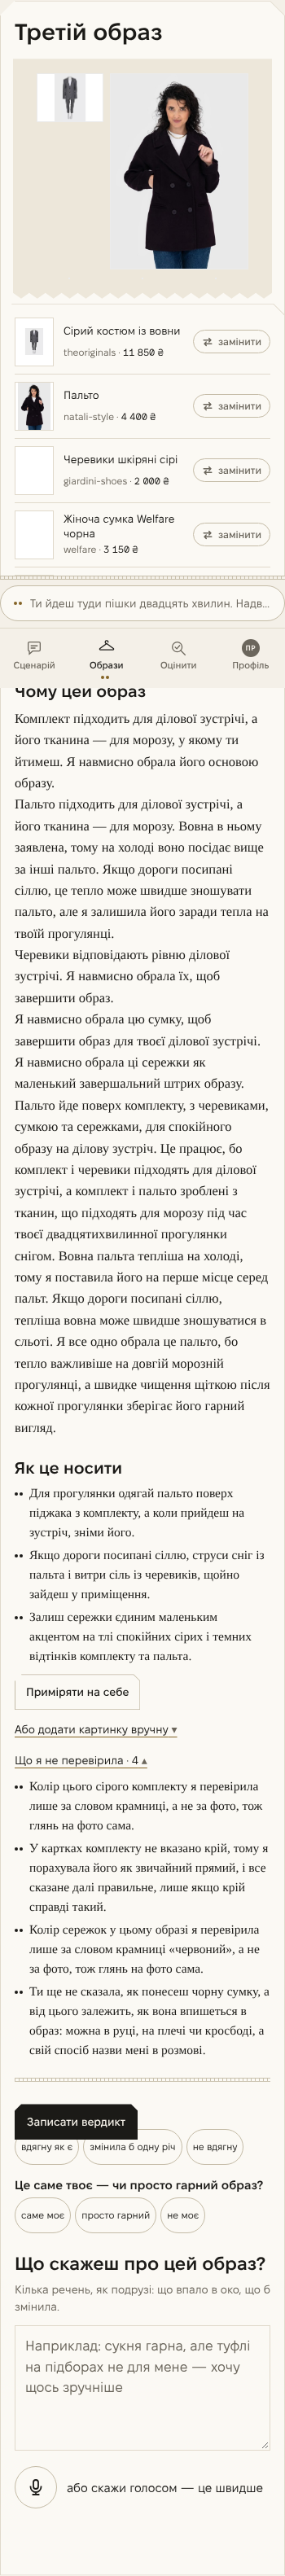 Третій образ
Сірий костюм із вовни
theoriginals · 11 850 ₴
замінити
Пальто
natali-style · 4 400 ₴
замінити
Черевики шкіряні сірі
giardini-shoes · 2 000 ₴
замінити
Жіноча сумка Welfare
чорна
welfare · 3 150 ₴
замінити
Ти йдеш туди пішки двадцять хвилин. Надв...
Сценарій
Образи
Оцінити
ПР
Профіль
Чому цей образ
Комплект підходить для ділової зустрічі, а
його тканина — для морозу, у якому ти
йтимеш. Я навмисно обрала його основою
образу.
Пальто підходить для ділової зустрічі, а
його тканина — для морозу. Вовна в ньому
заявлена, тому на холоді воно посідає вище
за інші пальто. Якщо дороги посипані
сіллю, це тепло може швидше зношувати
пальто, але я залишила його заради тепла на
твоїй прогулянці.
Черевики відповідають рівню ділової
зустрічі. Я навмисно обрала їх, щоб
завершити образ.
Я навмисно обрала цю сумку, щоб
завершити образ для твоєї ділової зустрічі.
Я навмисно обрала ці сережки як
маленький завершальний штрих образу.
Пальто йде поверх комплекту, з черевиками,
сумкою та сережками, для спокійного
образу на ділову зустріч. Це працює, бо
комплект і черевики підходять для ділової
зустрічі, а комплект і пальто зроблені з
тканин, що підходять для морозу під час
твоєї двадцятихвилинної прогулянки
снігом. Вовна пальта тепліша на холоді,
тому я поставила його на перше місце серед
пальт. Якщо дороги посипані сіллю,
тепліша вовна може швидше зношуватися в
сльоті. Я все одно обрала це пальто, бо
тепло важливіше на довгій морозній
прогулянці, а швидке чищення щіткою після
кожної прогулянки зберігає його гарний
вигляд.
Як це носити
Для прогулянки одягай пальто поверх
піджака з комплекту, а коли прийдеш на
зустріч, зніми його.
Якщо дороги посипані сіллю, струси сніг із
пальта і витри сіль із черевиків, щойно
зайдеш у приміщення.
Залиш сережки єдиним маленьким
акцентом на тлі спокійних сірих і темних
відтінків комплекту та пальта.
Приміряти на себе
Або додати картинку вручну ▾
Що я не перевірила · 4 ▴
Колір цього сірого комплекту я перевірила
лише за словом крамниці, а не за фото, тож
глянь на фото сама.
У картках комплекту не вказано крій, тому я
порахувала його як звичайний прямий, і все
сказане далі правильне, лише якщо крій
справді такий.
Колір сережок у цьому образі я перевірила
лише за словом крамниці «червоний», а не
за фото, тож глянь на фото сама.
Ти ще не сказала, як понесеш чорну сумку, а
від цього залежить, як вона впишеться в
образ: можна в руці, на плечі чи кросбоді, а
свій спосіб назви мені в розмові.
Записати вердикт
вдягну як є
змінила б одну річ
не вдягну
Це саме твоє — чи просто гарний образ?
саме моє
просто гарний
не моє
Що скажеш про цей образ?
Кілька речень, як подрузі: що впало в око, що б
змінила.
Наприклад: сукня гарна, але туфлі
на підборах не для мене — хочу
щось зручніше
або скажи голосом — це швидше